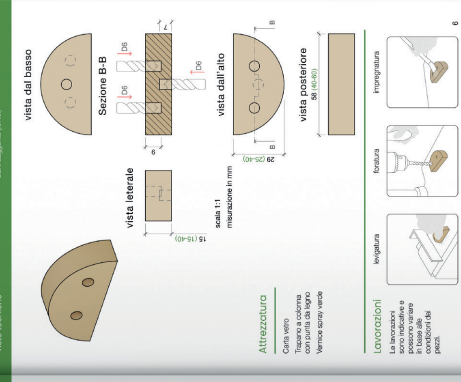 vista dal basso
Sezione B-B
D6
D6
D6
7
9
vista laterale
15 (15-40)
scala 1:1
misurazione in mm
vista dall'alto
B
B
29 (25-40)
vista posteriore
58 (40-80)
Attrezzatura
Carta vetro
Trapano a colonna
con punta da legno
Vernice spray verde
Lavorazioni
Le lavorazioni
sono indicative e
possono variare
in base alle
condizioni dei
pezzi.
levigatura
foratura
impregnatura
6